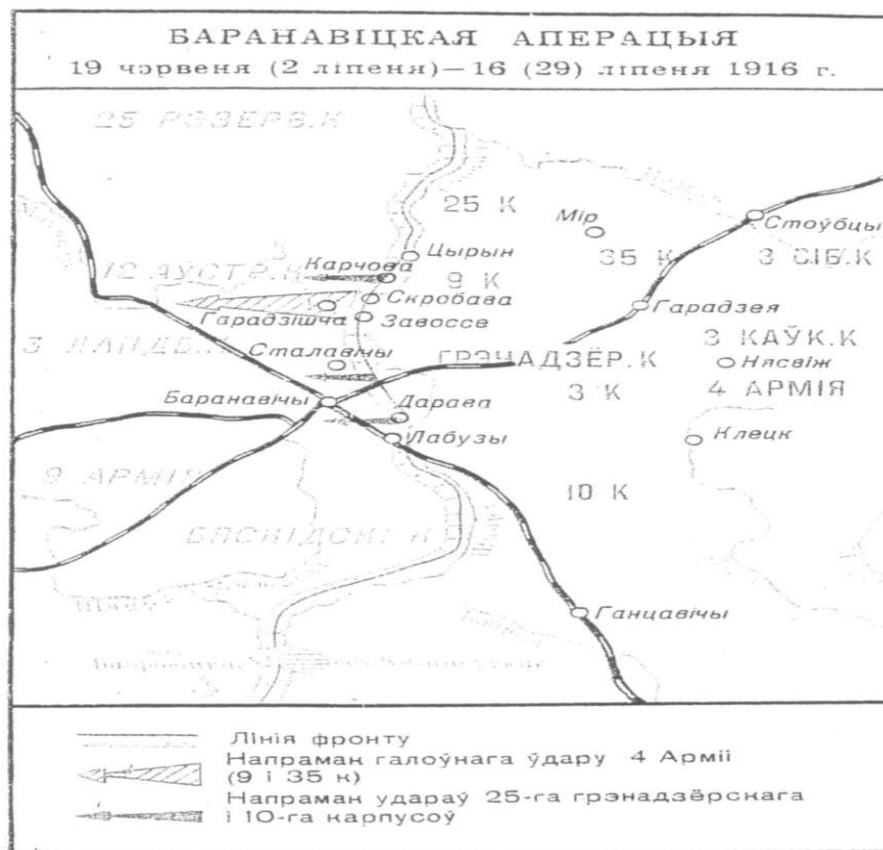 БАРАНАВІЦКАЯ АПЕРАЦЫЯ
19 чэрвеня (2 ліпеня)—16 (29) ліпеня 1916 г.
25 РЭЗЕРВ.К
25 К
Мір
Стоўбцы
Цырын
35 К
3 СІБ.К
Карчова
12 АЎСТР.К
9 К
Скробава
Гарадзея
Гарадзішча
Завоссе
3 ЛАНДВ.К
3 КАЎК.К
Сталавічы
ГРЭНАДЗЁР.К
Нясвіж
3 К
4 АРМІЯ
Баранавічы
Дарава
Лабузы
Клецк
9 АРМІЯ
10 К
БЯСКІДСКІ К
Ганцавічы
Лінія фронту
Напрамак галоўнага ўдару 4 Арміі
(9 і 35 к)
Напрамак удараў 25-га грэнадзёрскага
і 10-га карпусоў